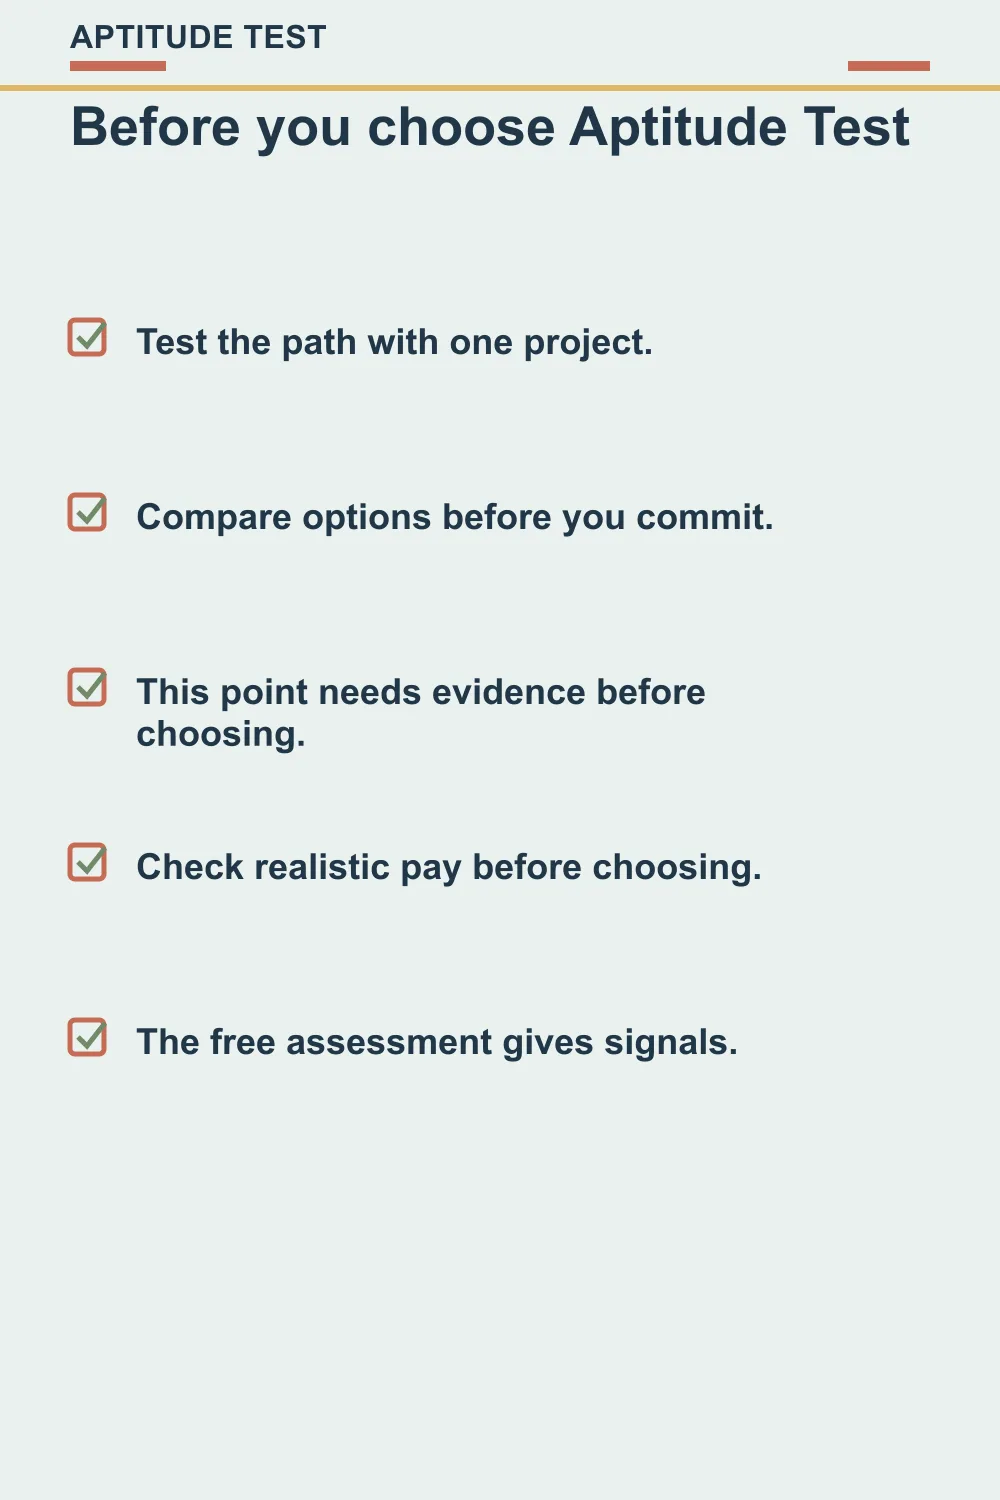 APTITUDE TEST
Before you choose Aptitude Test
Test the path with one project.
Compare options before you commit.
This point needs evidence before
choosing.
Check realistic pay before choosing.
The free assessment gives signals.